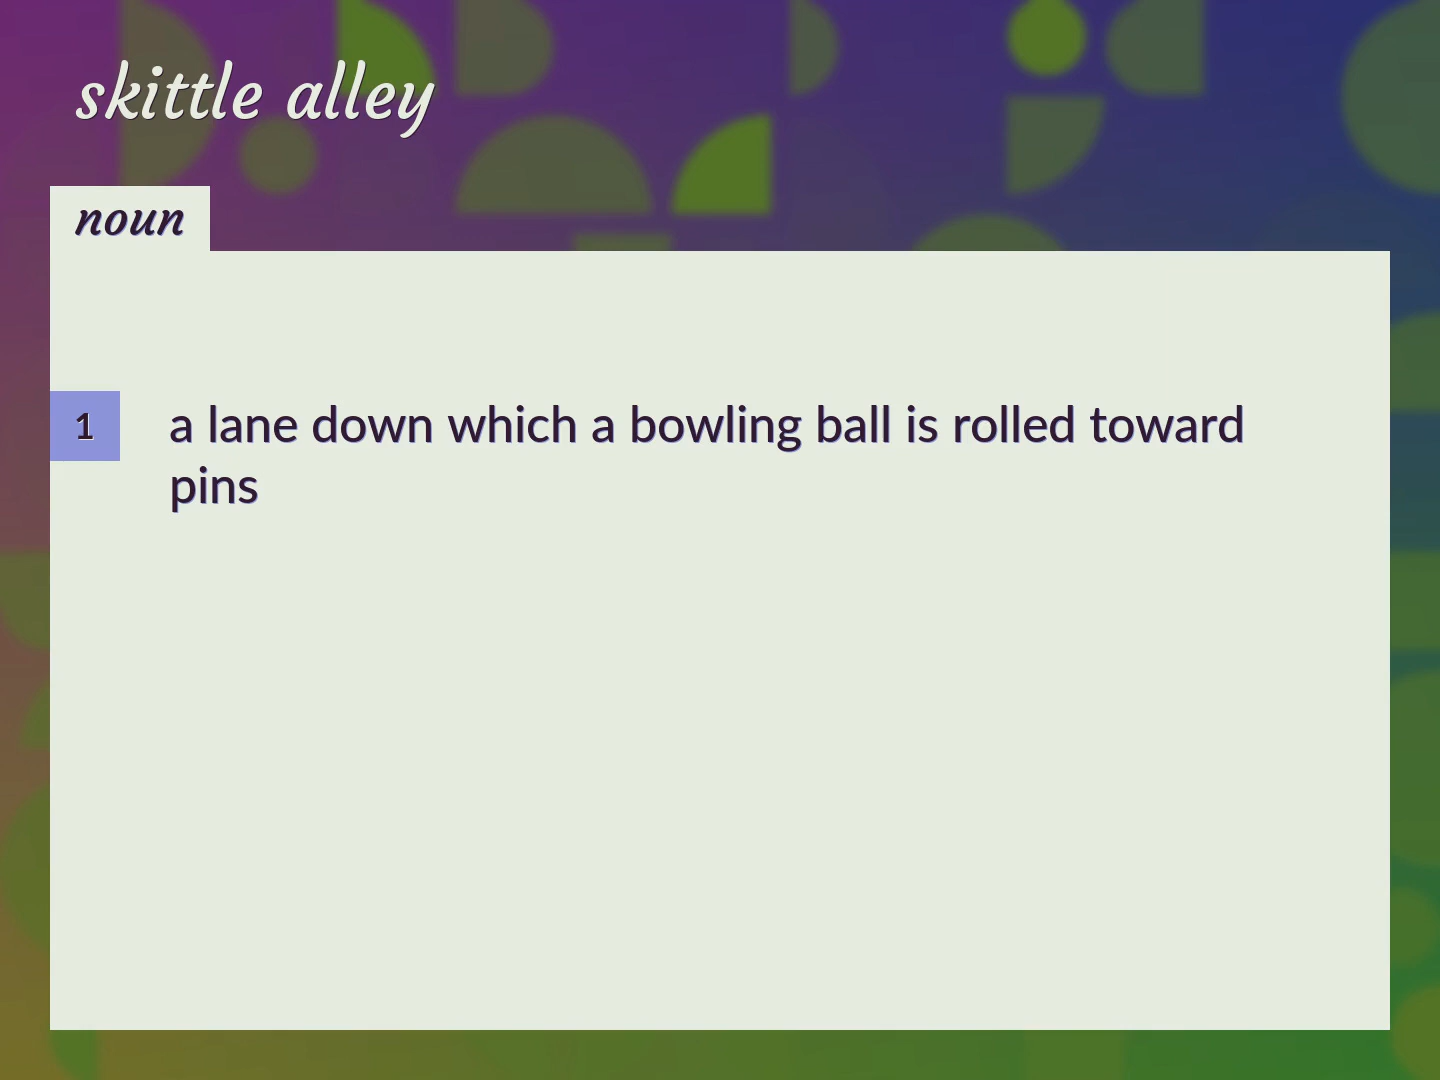 skittle alley
noun
1
a lane down which a bowling ball is rolled toward
pins